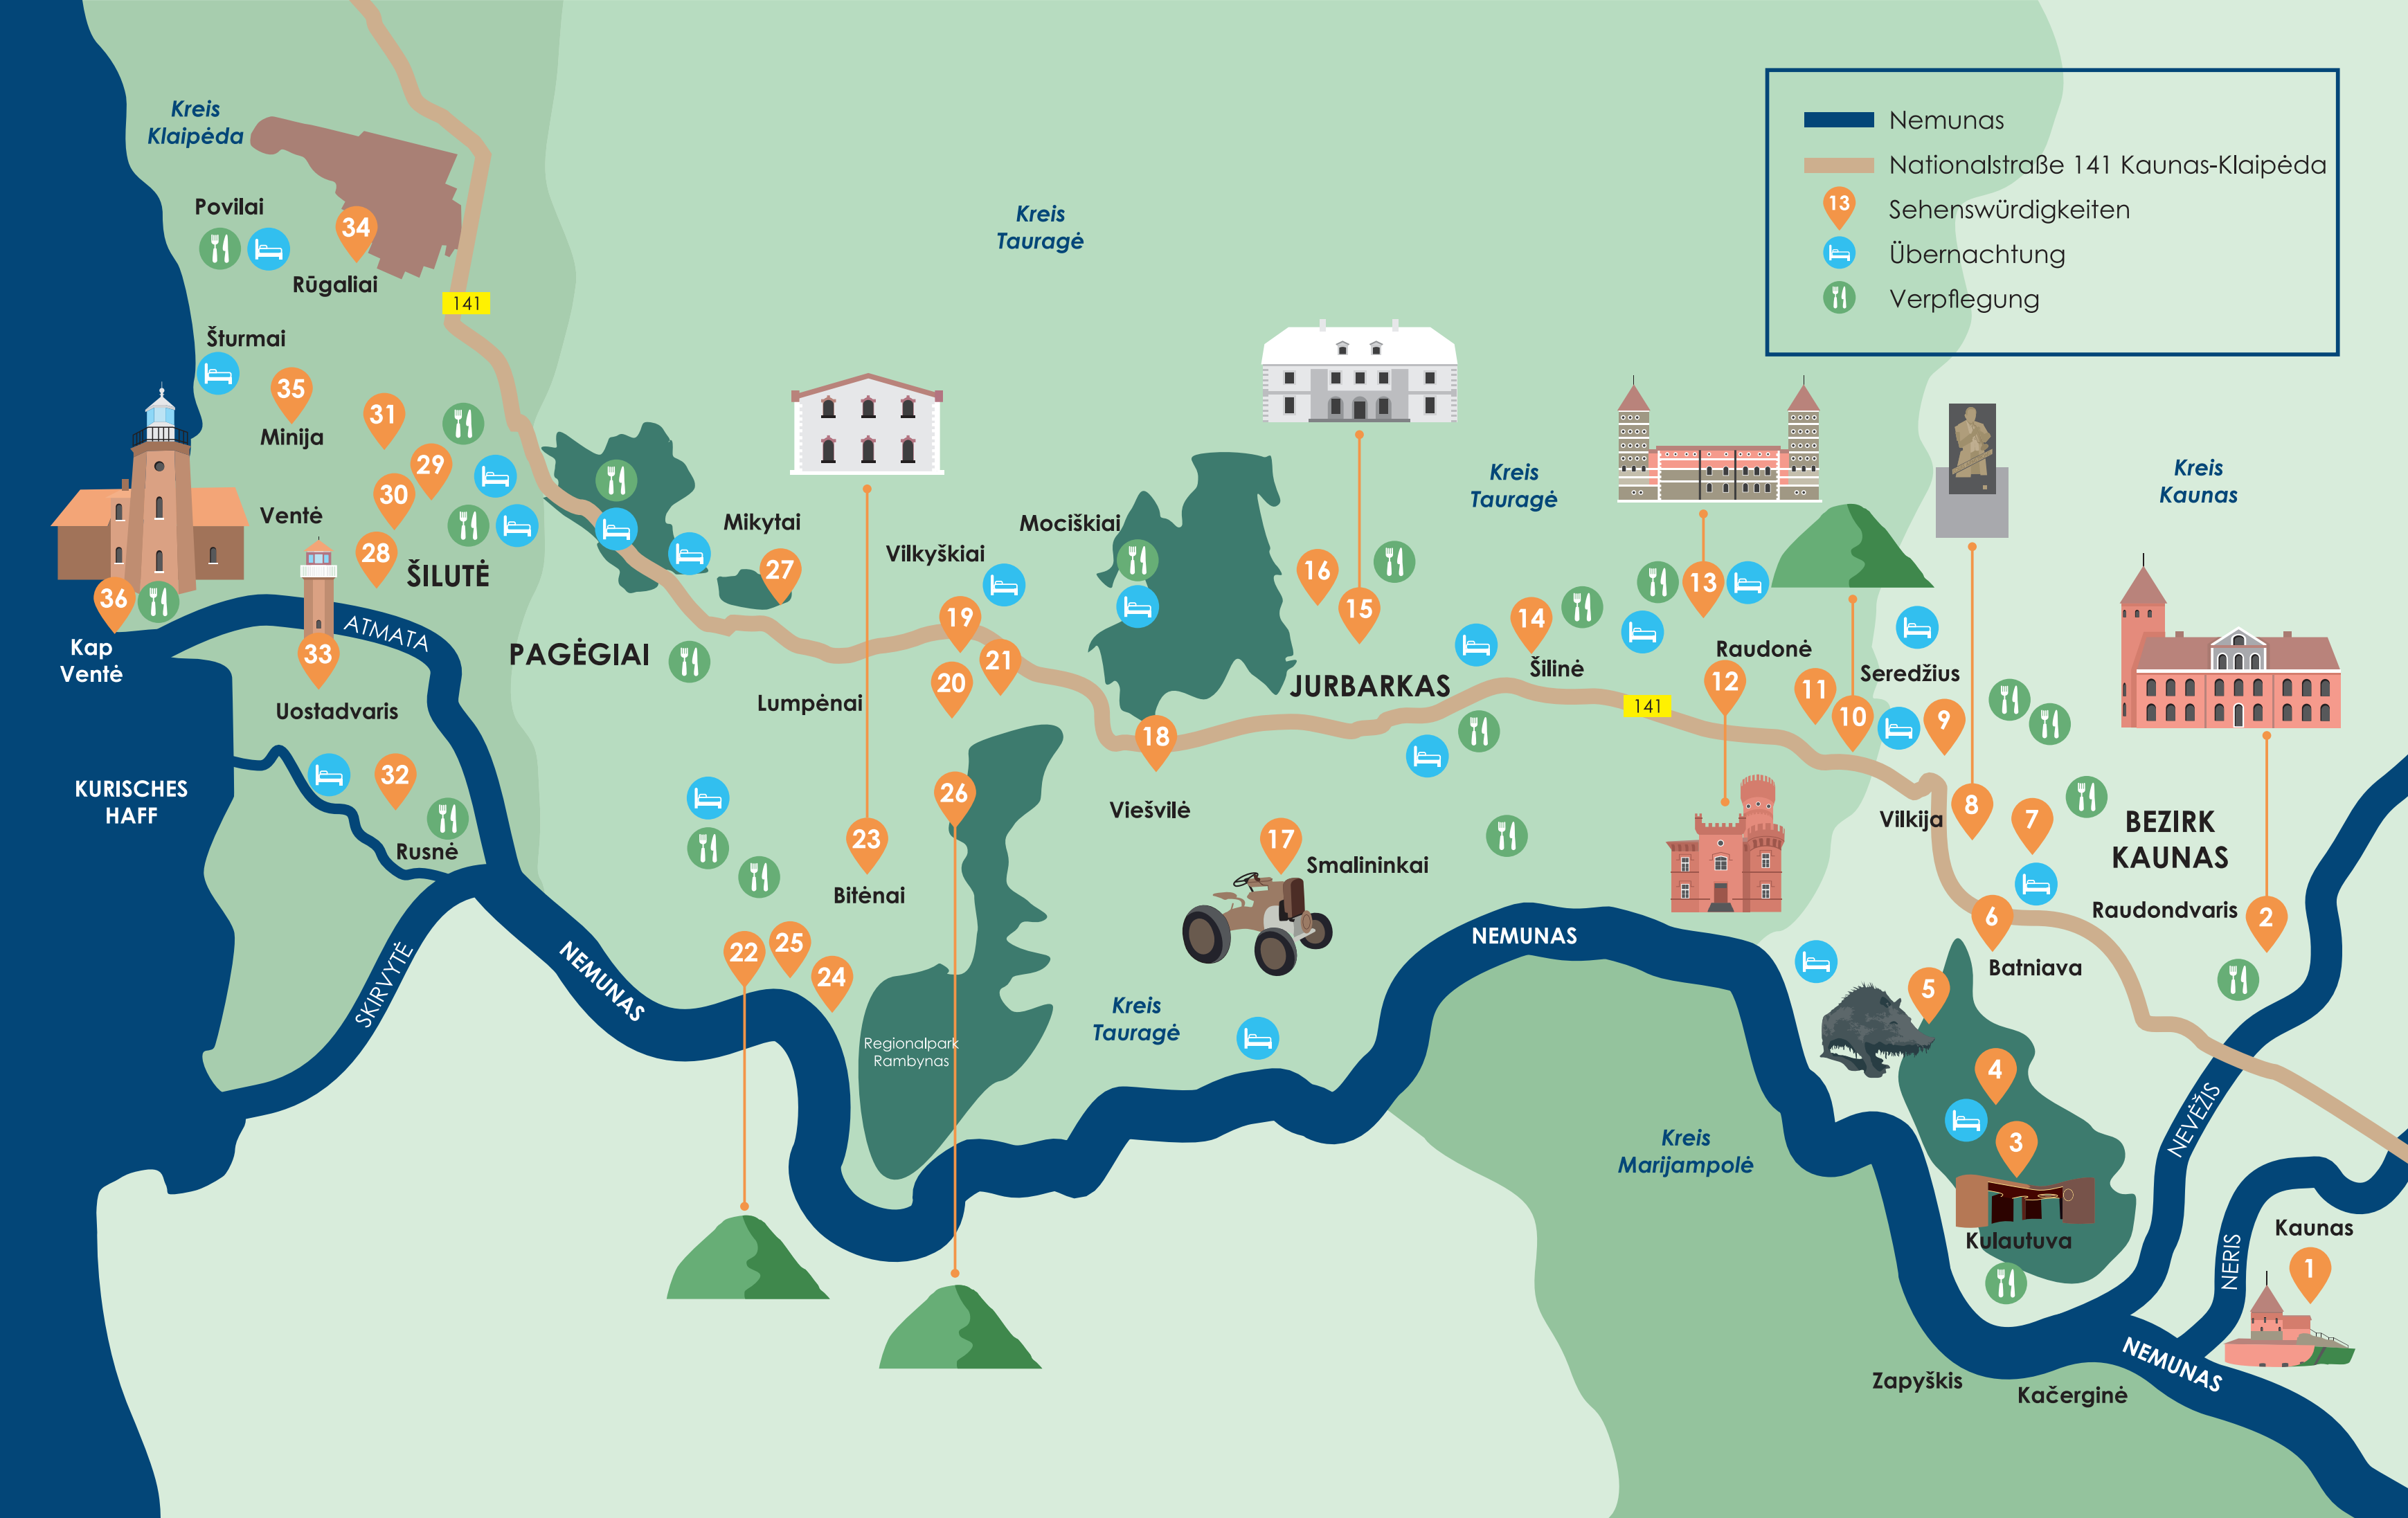 Nemunas
Nationalstraße 141 Kaunas-Klaipėda
13
Sehenswürdigkeiten
Übernachtung
Verpflegung
Kreis
Klaipėda
Povilai
34
Rūgaliai
141
Šturmai
35
Minija
31
29
30
Ventė
28
ŠILUTĖ
36
Kap
Ventė
ATMATA
33
Uostadvaris
KURISCHES
HAFF
32
Rusnė
SKIRVYTĖ
NEMUNAS
Kreis
Tauragė
Mikytai
27
PAGĖGIAI
Vilkyškiai
19
21
20
Lumpėnai
23
Bitėnai
26
22
25
24
Regionalpark
Rambynas
Mociškiai
18
Viešvilė
17
Smalininkai
Kreis
Tauragė
16
15
JURBARKAS
Kreis
Tauragė
14
Šilinė
13
141
Raudonė
12
11
10
Seredžius
9
NEMUNAS
Kreis
Kaunas
Vilkija
8
7
BEZIRK
KAUNAS
6
Batniava
Raudondvaris
2
5
4
3
Kulautuva
Kreis
Marijampolė
NEVĖŽIS
NERIS
Kaunas
1
NEMUNAS
Zapyškis
Kačerginė